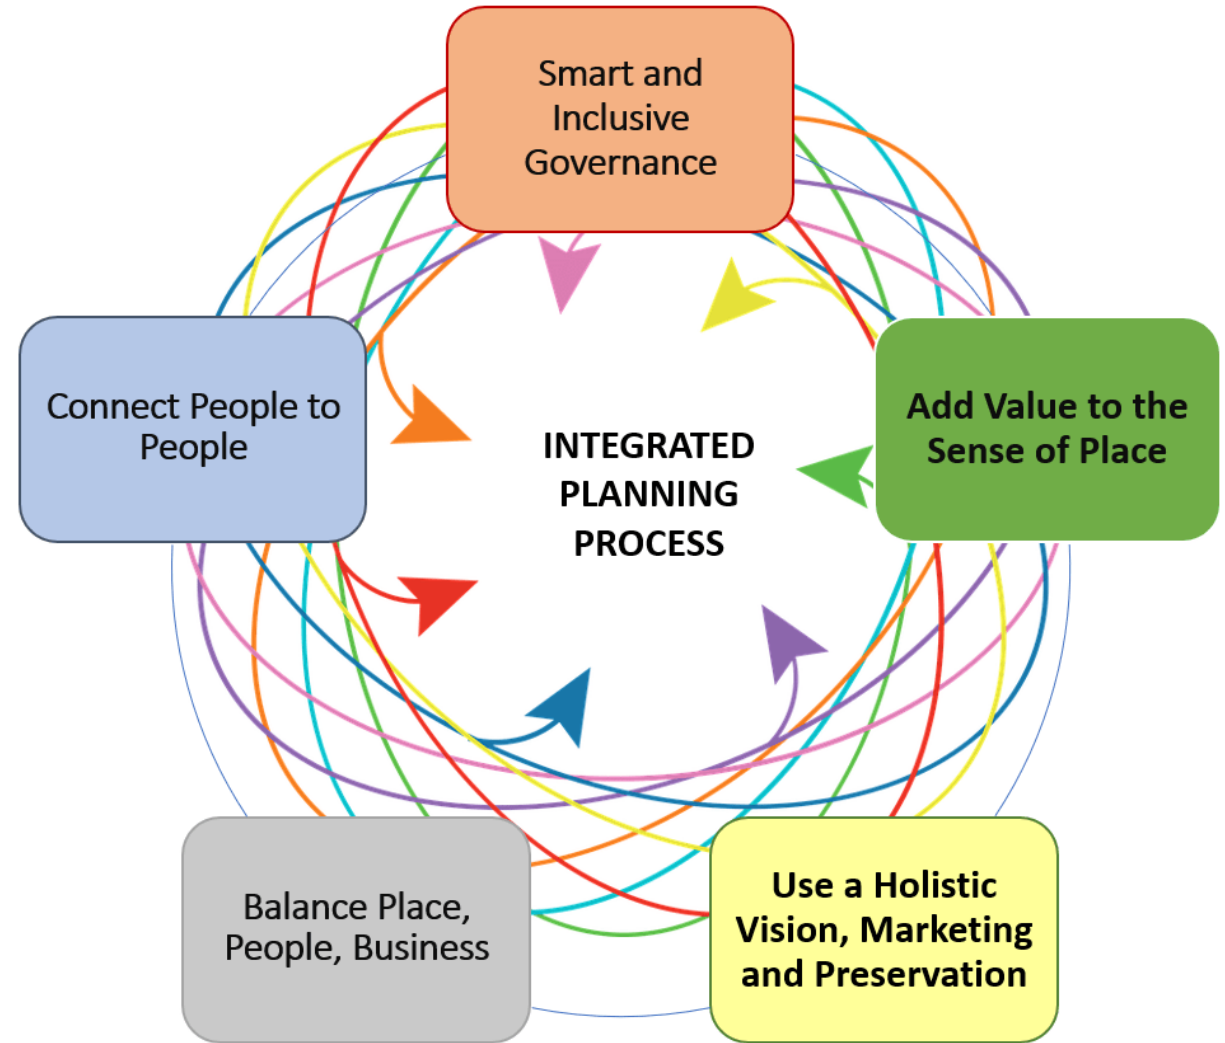 Smart and
Inclusive
Governance
Connect People to
People
INTEGRATED
PLANNING
PROCESS
Add Value to the
Sense of Place
Balance Place,
People, Business
Use a Holistic
Vision, Marketing
and Preservation